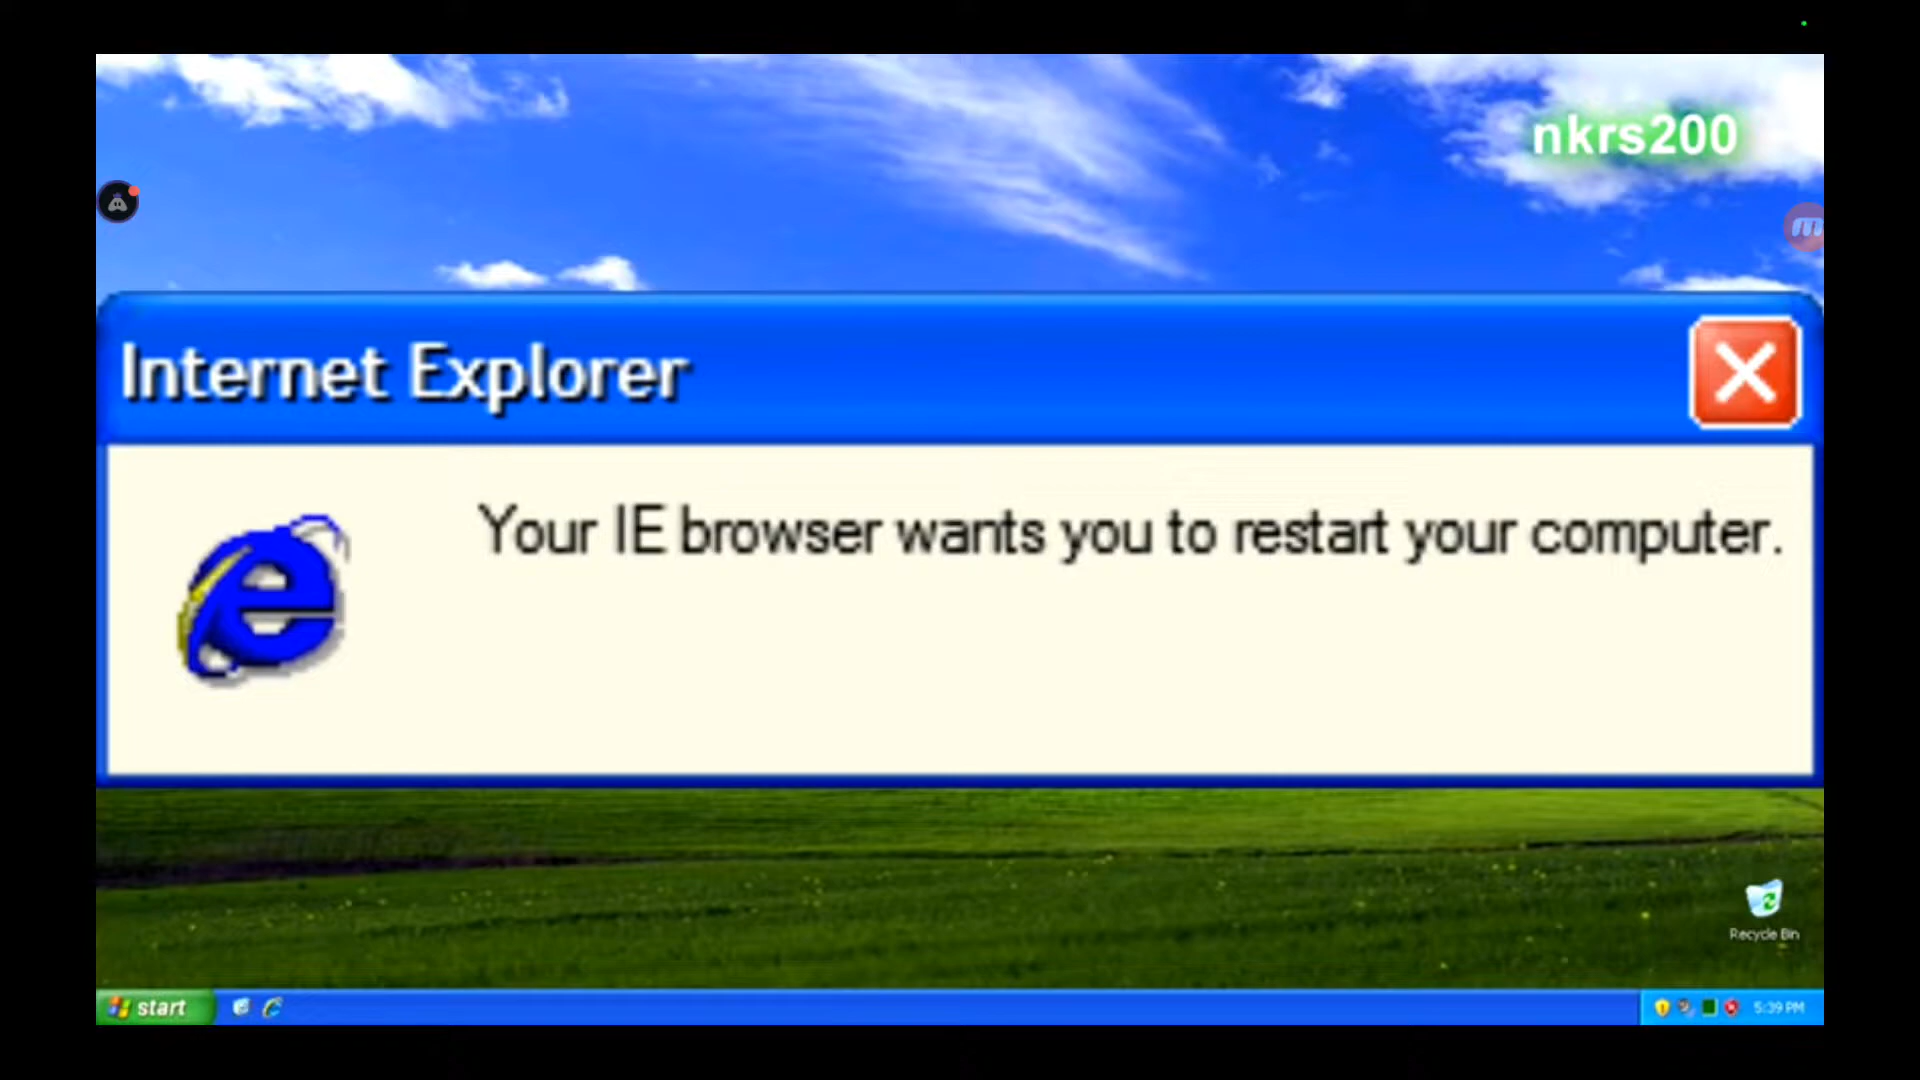 nkrs200
Internet Explorer
Your IE browser wants you to restart your computer.
Recycle Bin
start
5:39 PM